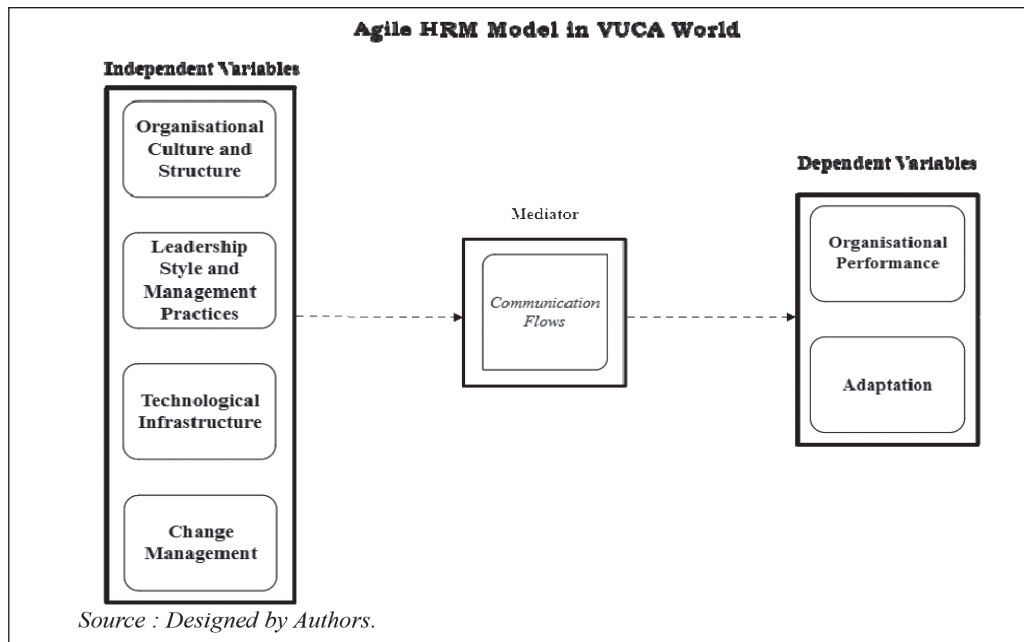 Agile HRM Model in VUCA World
Independent Variables
Organisational
Culture and
Structure
Leadership
Style and
Management
Practices
Technological
Infrastructure
Change
Management
Mediator
Communication
Flows
Dependent Variables
Organisational
Performance
Adaptation
Source : Designed by Authors.